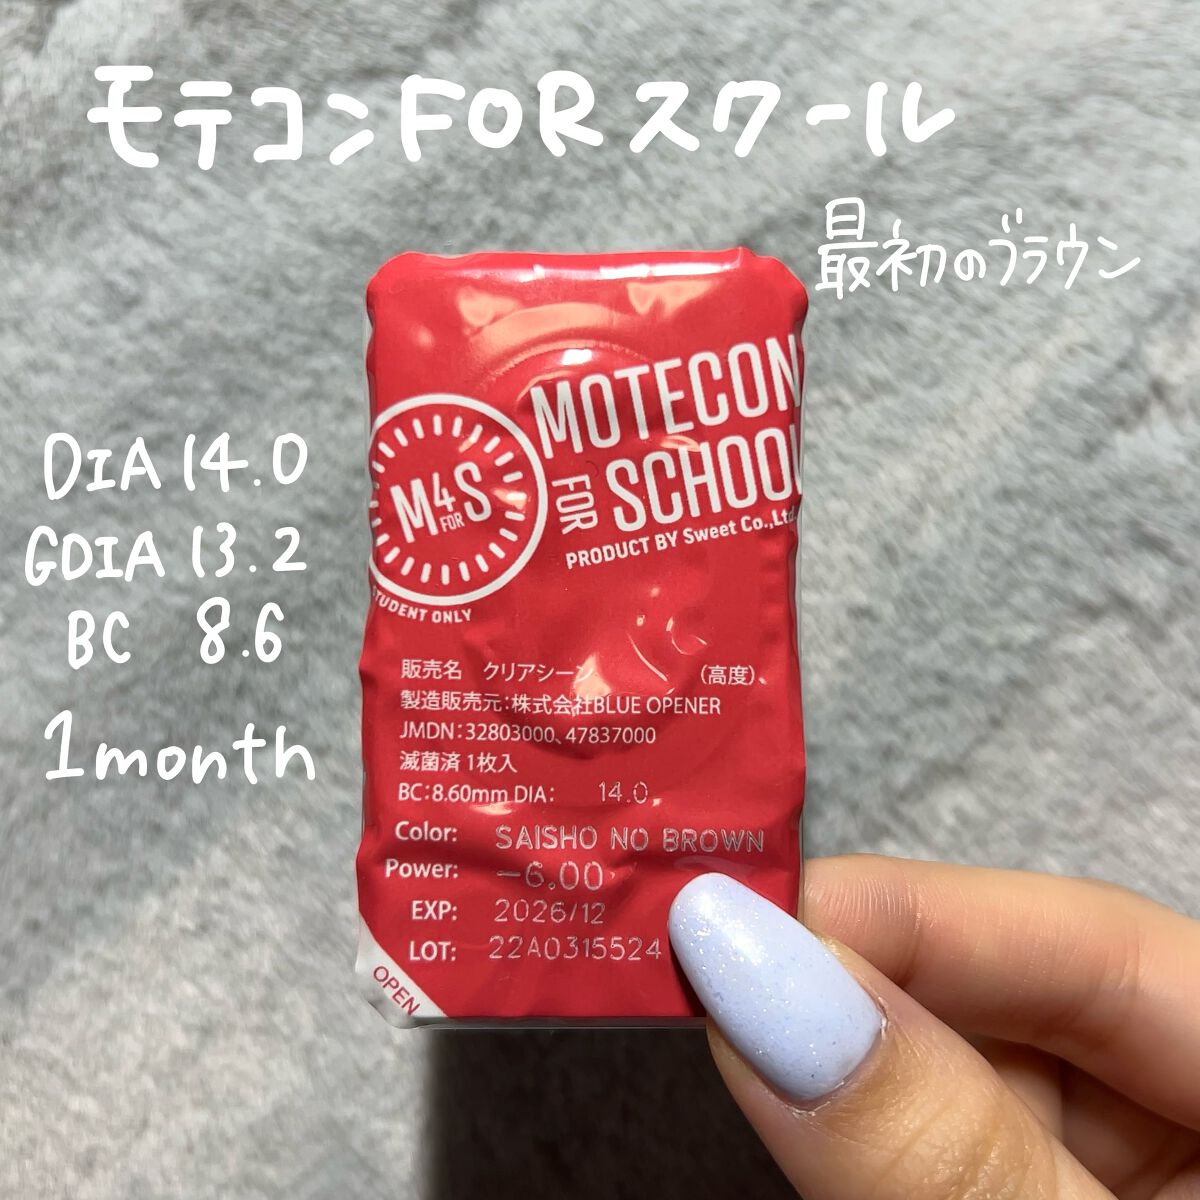 モテコンFORスクール
最初のブラウン
DIA 14.0
GDIA 13.2
BC 8.6
1month
MOTECON
FOR SCHOOL
PRODUCT BY Sweet Co.,Ltd.
M4S
FOR
STUDENT ONLY
販売名 クリアシーン (高度)
製造販売元:株式会社BLUE OPENER
JMDN:32803000、47837000
滅菌済 1枚入
BC:8.60mm DIA: 14.0
Color: SAISHO NO BROWN
Power: -6.00
EXP: 2026/12
LOT: 22A0315524
OPEN